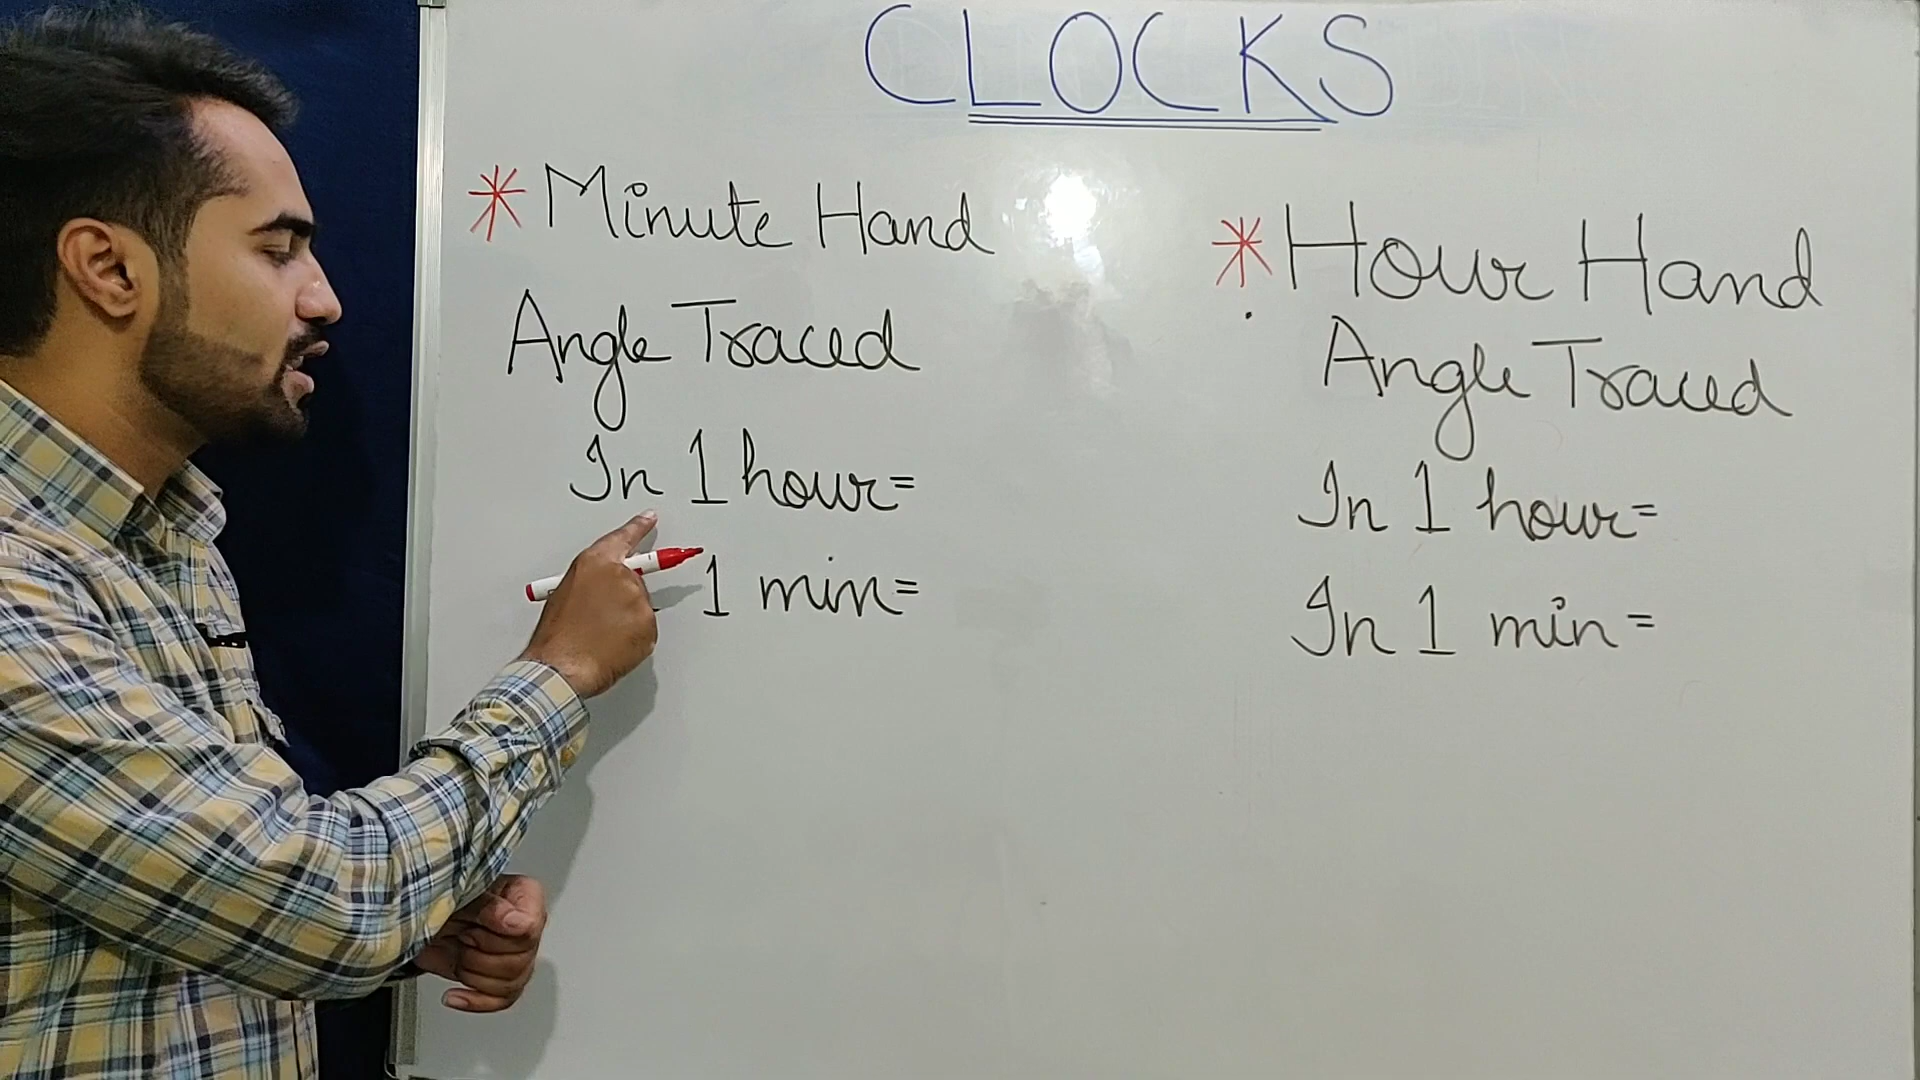 CLOCKS
* Minute Hand
Angle Traced
In 1 hour=
1 min=
* Hour Hand
Angle Traced
In 1 hour=
In 1 min=